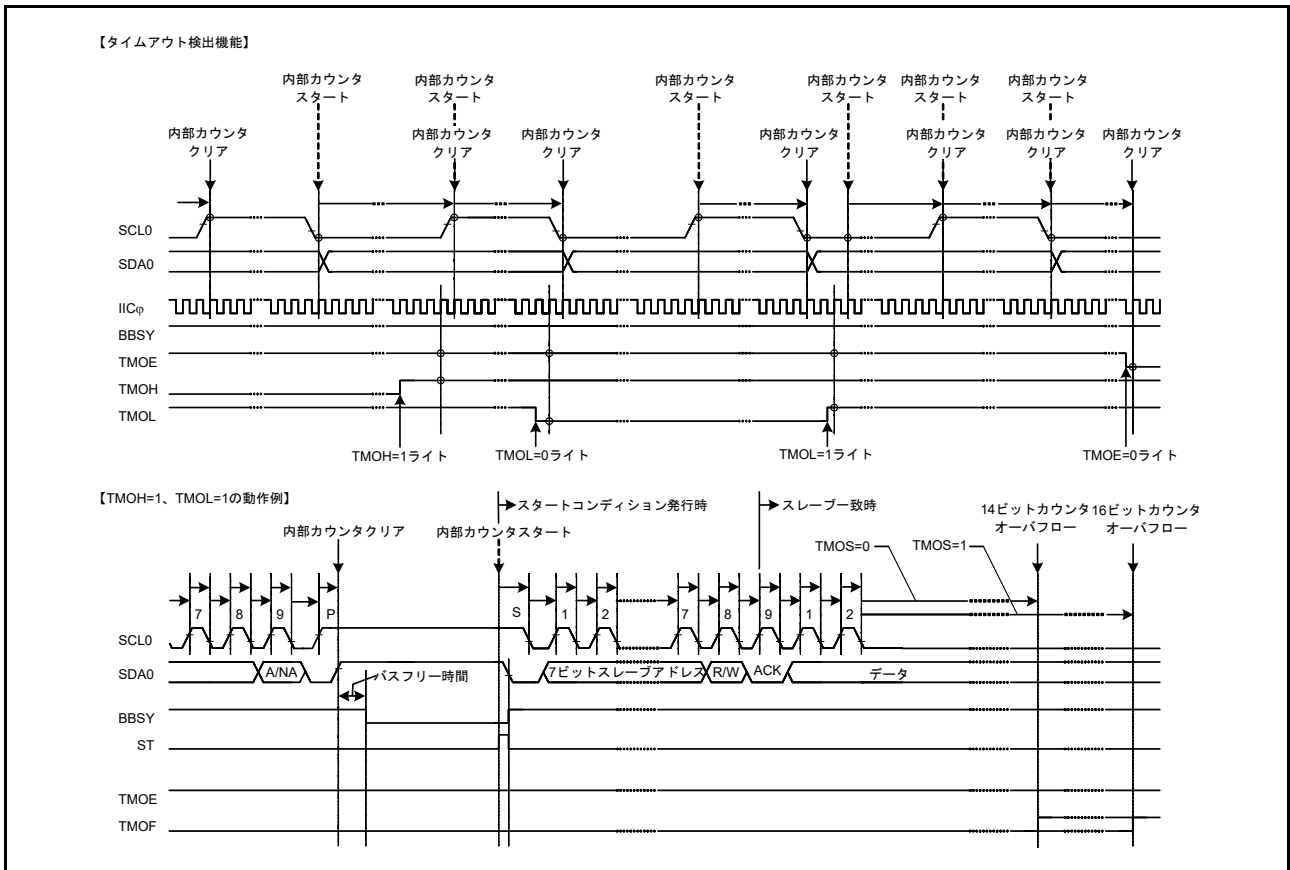 【タイムアウト検出機能】
内部カウンタ
スタート
内部カウンタ
スタート
内部カウンタ
スタート
内部カウンタ
スタート
内部カウンタ
スタート
内部カウンタ
スタート
内部カウンタ
クリア
内部カウンタ
クリア
内部カウンタ
クリア
内部カウンタ
クリア
内部カウンタ
クリア
内部カウンタ
クリア
内部カウンタ
クリア
SCL0
SDA0
IICφ
BBSY
TMOE
TMOH
TMOL
TMOH=1ライト
TMOL=0ライト
TMOL=1ライト
TMOE=0ライト
【TMOH=1、TMOL=1の動作例】
スタートコンディション発行時
スレーブ一致時
内部カウンタクリア
内部カウンタスタート
14ビットカウンタ
オーバフロー
16ビットカウンタ
オーバフロー
TMOS=0
TMOS=1
7 8 9 P S 1 2 7 8 9 1 2
SCL0
SDA0
A/NA
バスフリー時間
7ビットスレーブアドレス
R/W
ACK
データ
BBSY
ST
TMOE
TMOF